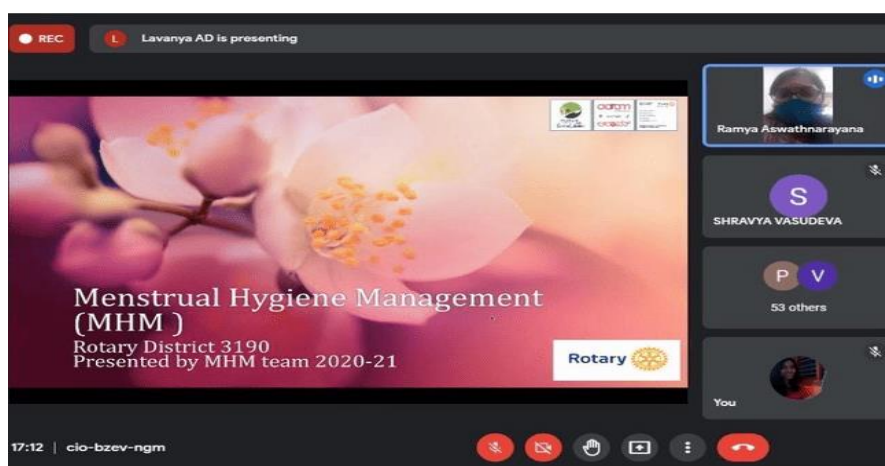 REC
L
Lavanya AD is presenting
Ramya Aswathnarayana
S
SHRAVYA VASUDEVA
P V
53 others
You
Menstrual Hygiene Management
(MHM )
Rotary District 3190
Presented by MHM team 2020-21
Rotary
17:12 | cio-bzev-ngm